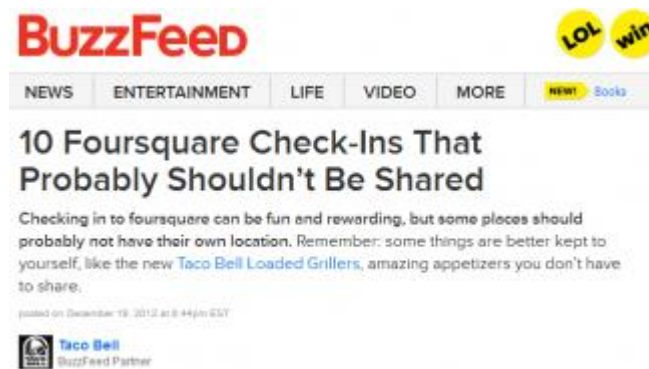 BuzzFeed
LOL win
NEWS ENTERTAINMENT LIFE VIDEO MORE NEW! Books
10 Foursquare Check-Ins That
Probably Shouldn't Be Shared
Checking in to foursquare can be fun and rewarding, but some places should
probably not have their own location. Remember: some things are better kept to
yourself, like the new Taco Bell Loaded Grillers, amazing appetizers you don't have
to share.
posted on December 19, 2012 at 8:44pm EST
Taco Bell
BuzzFeed Partner